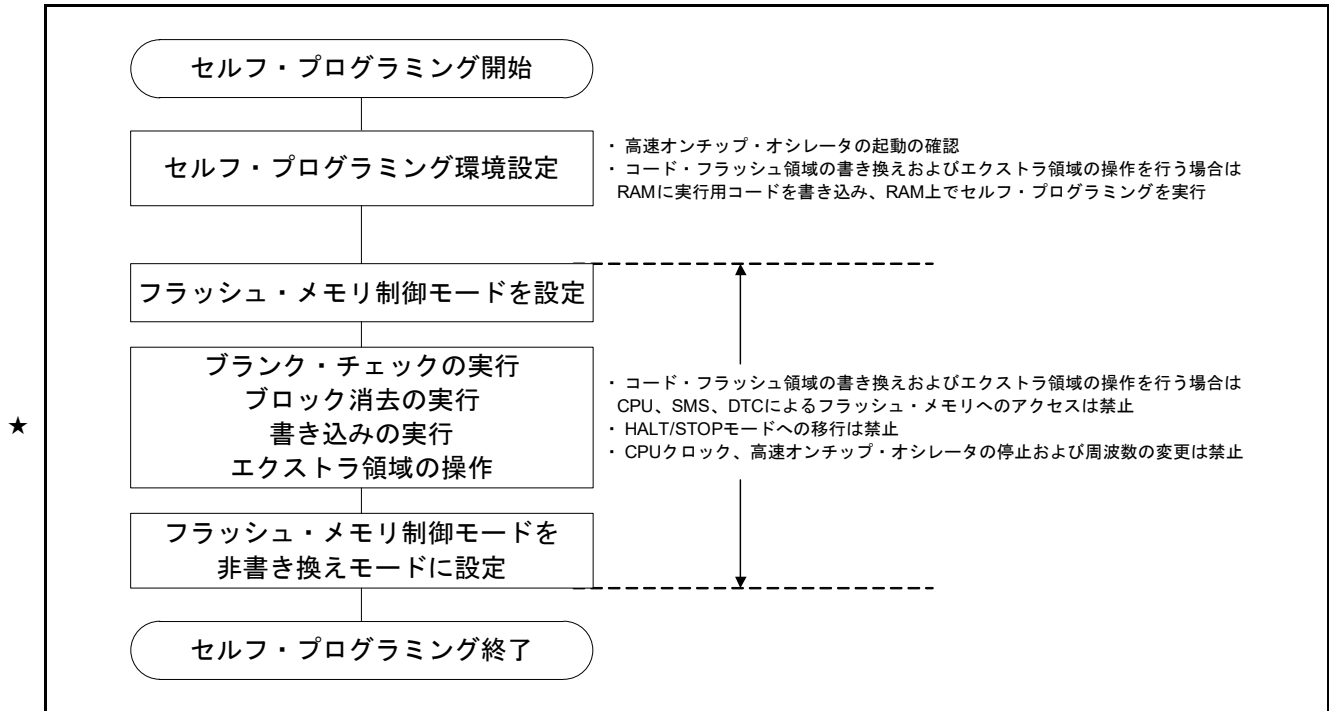 セルフ・プログラミング開始
セルフ・プログラミング環境設定
・ 高速オンチップ・オシレータの起動の確認
・ コード・フラッシュ領域の書き換えおよびエクストラ領域の操作を行う場合は
RAMに実行用コードを書き込み、RAM上でセルフ・プログラミングを実行
フラッシュ・メモリ制御モードを設定
ブランク・チェックの実行
ブロック消去の実行
書き込みの実行
エクストラ領域の操作
・ コード・フラッシュ領域の書き換えおよびエクストラ領域の操作を行う場合は
CPU、SMS、DTCによるフラッシュ・メモリへのアクセスは禁止
・ HALT/STOPモードへの移行は禁止
・ CPUクロック、高速オンチップ・オシレータの停止および周波数の変更は禁止
★
フラッシュ・メモリ制御モードを
非書き換えモードに設定
セルフ・プログラミング終了